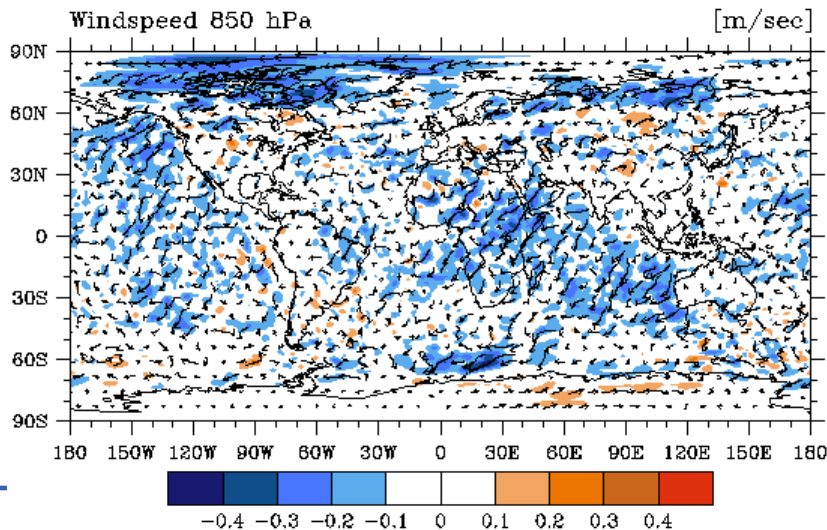 Windspeed 850 hPa [m/sec]
90N
60N
30N
0
30S
60S
90S
180 150W 120W 90W 60W 30W 0 30E 60E 90E 120E 150E 180
-0.4 -0.3 -0.2 -0.1 0 0.1 0.2 0.3 0.4